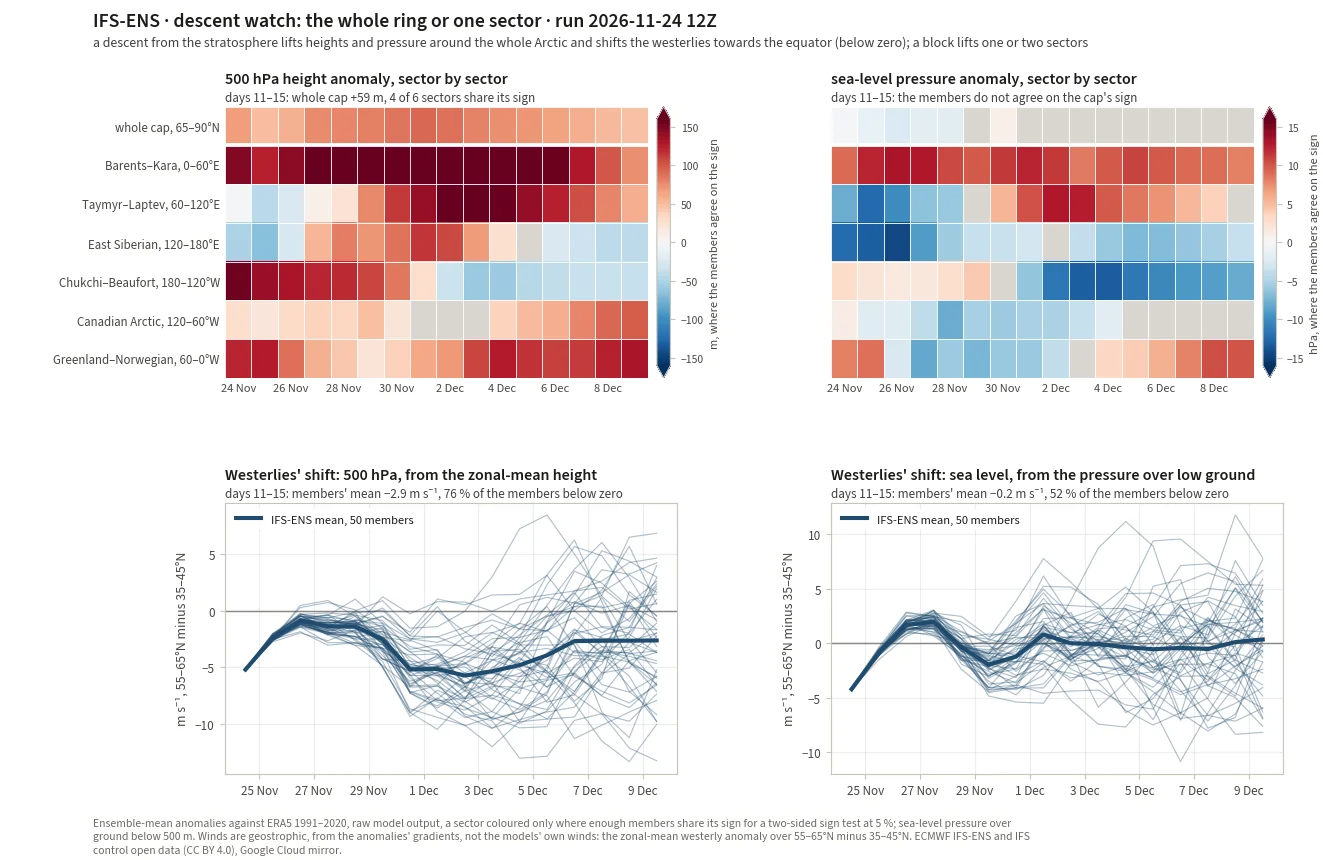 IFS-ENS · descent watch: the whole ring or one sector · run 2026-11-24 12Z
a descent from the stratosphere lifts heights and pressure around the whole Arctic and shifts the westerlies towards the equator (below zero); a block lifts one or two sectors
500 hPa height anomaly, sector by sector
days 11–15: whole cap +59 m, 4 of 6 sectors share its sign
whole cap, 65–90°N
Barents–Kara, 0–60°E
Taymyr–Laptev, 60–120°E
East Siberian, 120–180°E
Chukchi–Beaufort, 180–120°W
Canadian Arctic, 120–60°W
Greenland–Norwegian, 60–0°W
24 Nov 26 Nov 28 Nov 30 Nov 2 Dec 4 Dec 6 Dec 8 Dec
150
100
50
0
−50
−100
−150
m, where the members agree on the sign
sea-level pressure anomaly, sector by sector
days 11–15: the members do not agree on the cap's sign
24 Nov 26 Nov 28 Nov 30 Nov 2 Dec 4 Dec 6 Dec 8 Dec
15
10
5
0
−5
−10
−15
hPa, where the members agree on the sign
Westerlies' shift: 500 hPa, from the zonal-mean height
days 11–15: members' mean −2.9 m s⁻¹, 76 % of the members below zero
IFS-ENS mean, 50 members
m s⁻¹, 55–65°N minus 35–45°N
5
0
−5
−10
25 Nov 27 Nov 29 Nov 1 Dec 3 Dec 5 Dec 7 Dec 9 Dec
Westerlies' shift: sea level, from the pressure over low ground
days 11–15: members' mean −0.2 m s⁻¹, 52 % of the members below zero
IFS-ENS mean, 50 members
m s⁻¹, 55–65°N minus 35–45°N
10
5
0
−5
−10
25 Nov 27 Nov 29 Nov 1 Dec 3 Dec 5 Dec 7 Dec 9 Dec
Ensemble-mean anomalies against ERA5 1991–2020, raw model output, a sector coloured only where enough members share its sign for a two-sided sign test at 5 %; sea-level pressure over
ground below 500 m. Winds are geostrophic, from the anomalies' gradients, not the models' own winds: the zonal-mean westerly anomaly over 55–65°N minus 35–45°N. ECMWF IFS-ENS and IFS
control open data (CC BY 4.0), Google Cloud mirror.